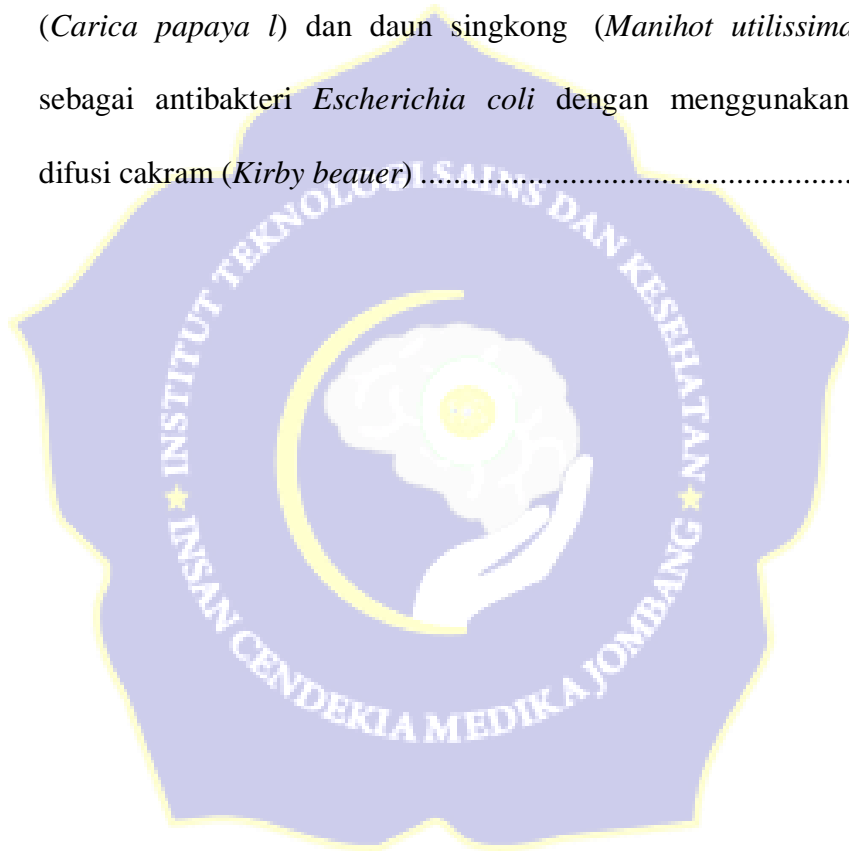 (Carica papaya l) dan daun singkong (Manihot utilissima
sebagai antibakteri Escherichia coli dengan menggunakan
difusi cakram (Kirby beauer) ................................................
INSTITUT TEKNOLOGI SAINS DAN KESEHATAN
INSAN CENDEKIA MEDIKA JOMBANG